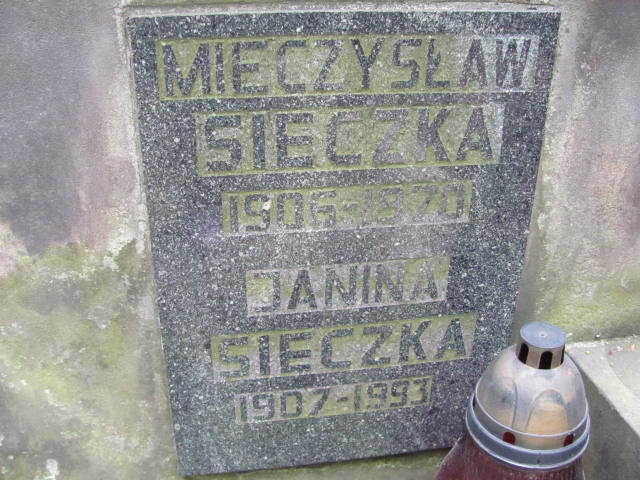 MIECZYSŁAW
SIECZKA
1906-1970
JANINA
SIECZKA
1907-1993